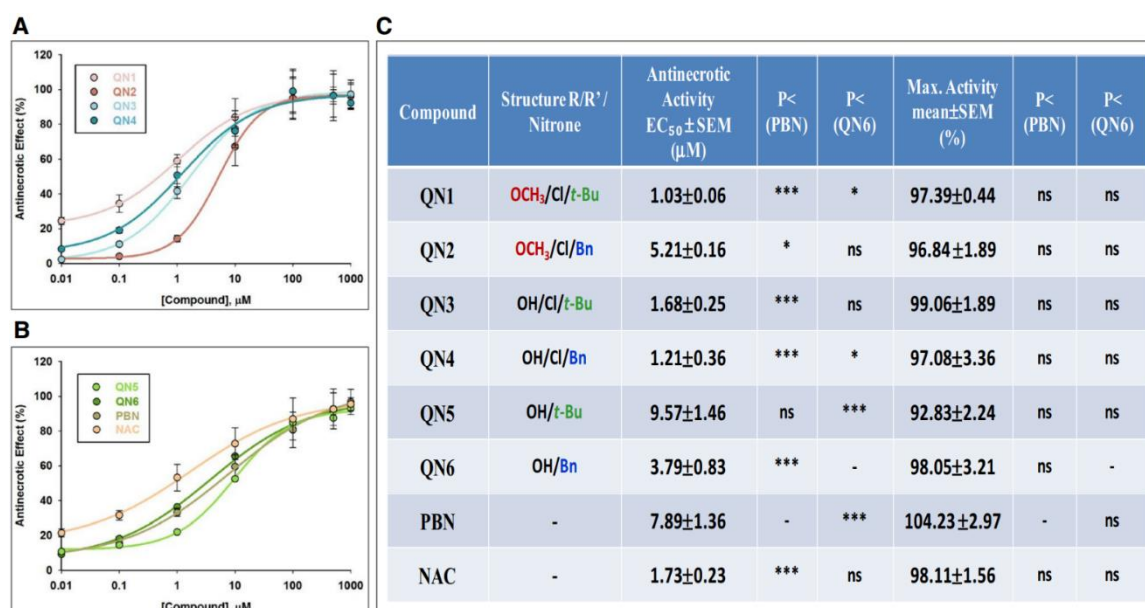 A
120
100
80
60
40
20
0
Antinecrotic Effect (%)
QN1
QN2
QN3
QN4
0.01 0.1 1 10 100 1000
[Compound], μM
B
120
100
80
60
40
20
0
Antinecrotic Effect (%)
QN5
QN6
PBN
NAC
0.01 0.1 1 10 100 1000
[Compound], μM
C
Compound Structure R/R’/ Nitrone Antinecrotic Activity EC50±SEM (μM) P< (PBN) P< (QN6) Max. Activity mean±SEM (%) P< (PBN) P< (QN6)
QN1 OCH3/Cl/t-Bu 1.03±0.06 *** * 97.39±0.44 ns ns
QN2 OCH3/Cl/Bn 5.21±0.16 * ns 96.84±1.89 ns ns
QN3 OH/Cl/t-Bu 1.68±0.25 *** ns 99.06±1.89 ns ns
QN4 OH/Cl/Bn 1.21±0.36 *** * 97.08±3.36 ns ns
QN5 OH/t-Bu 9.57±1.46 ns *** 92.83±2.24 ns ns
QN6 OH/Bn 3.79±0.83 *** - 98.05±3.21 ns -
PBN - 7.89±1.36 - *** 104.23±2.97 - ns
NAC - 1.73±0.23 *** ns 98.11±1.56 ns ns